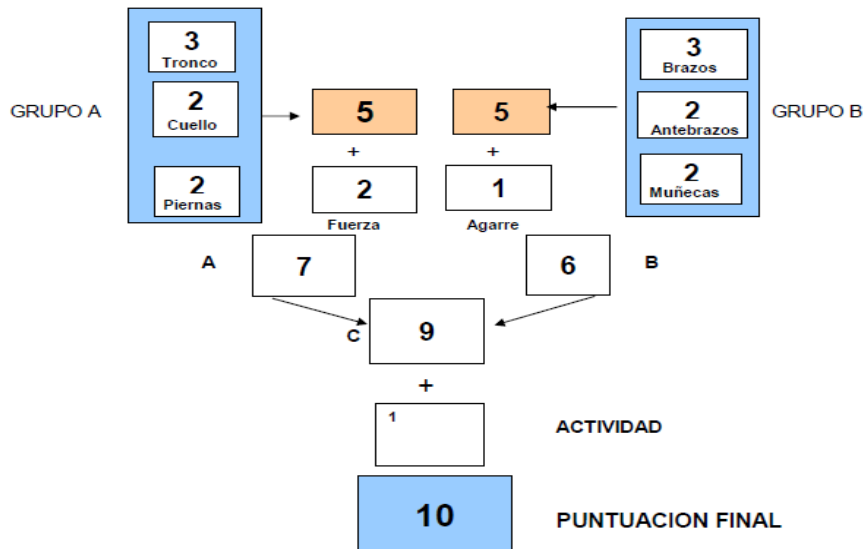 3
Tronco
GRUPO A
2
Cuello
2
Piernas
5
+
2
Fuerza
5
+
1
Agarre
3
Brazos
2
Antebrazos
GRUPO B
2
Muñecas
A
7
6
B
C
9
+
1
ACTIVIDAD
10
PUNTUACION FINAL